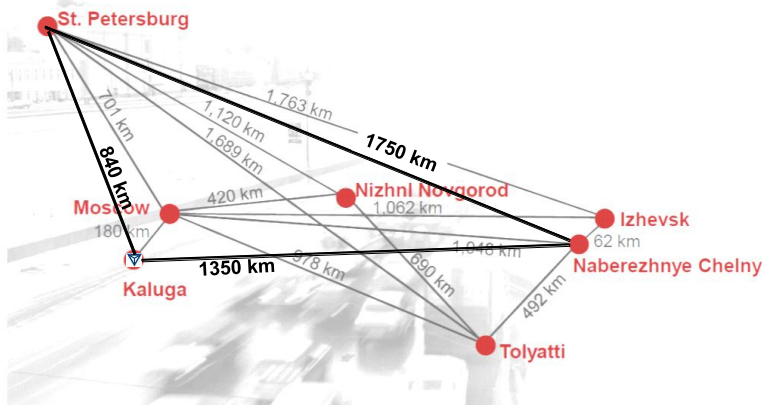 St. Petersburg
701 km
1,763 km
1,120 km
1,689 km
1750 km
840 km
420 km
Nizhnl Novgorod
Moscow
1,062 km
Izhevsk
180 km
62 km
1,048 km
Naberezhnye Chelny
1350 km
978 km
690 km
Kaluga
492 km
Tolyatti